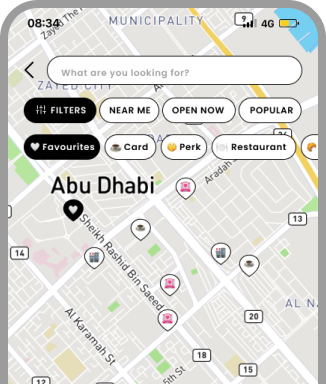 08:34
Zayed The
MUNICIPALITY
9
4G
What are you looking for?
ZAYED CITY
FILTERS
NEAR ME
OPEN NOW
POPULAR
Favourites
Card
Perk
Restaurant
Abu Dhabi
Aradah
13
Sheikh Rashid Bin Saeed
14
AL N
Al Karamah St
20
18
5th St
12
15